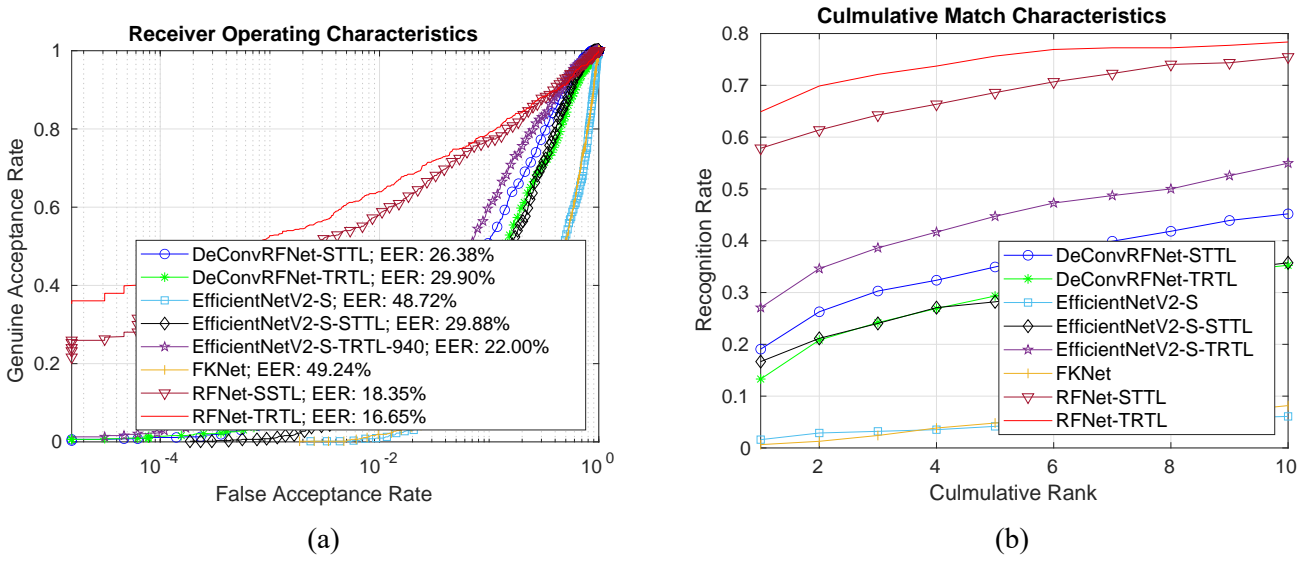 Receiver Operating Characteristics
1
0.8
0.6
0.4
0.2
0
Genuine Acceptance Rate
DeConvRFNet-STTL; EER: 26.38%
DeConvRFNet-TRTL; EER: 29.90%
EfficientNetV2-S; EER: 48.72%
EfficientNetV2-S-STTL; EER: 29.88%
EfficientNetV2-S-TRTL-940; EER: 22.00%
FKNet; EER: 49.24%
RFNet-SSTL; EER: 18.35%
RFNet-TRTL; EER: 16.65%
10^-4 10^-2 10^0
False Acceptance Rate
(a)
Culmulative Match Characteristics
0.8
0.7
0.6
0.5
0.4
0.3
0.2
0.1
0
Recognition Rate
DeConvRFNet-STTL
DeConvRFNet-TRTL
EfficientNetV2-S
EfficientNetV2-S-STTL
EfficientNetV2-S-TRTL
FKNet
RFNet-STTL
RFNet-TRTL
2 4 6 8 10
Culmulative Rank
(b)